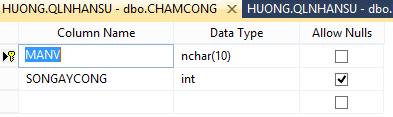 HUONG.QLNHANSU - dbo.CHAMCONG HUONG.QLNHANSU - dbo.
Column Name Data Type Allow Nulls
MANV nchar(10)
SONGAYCONG int